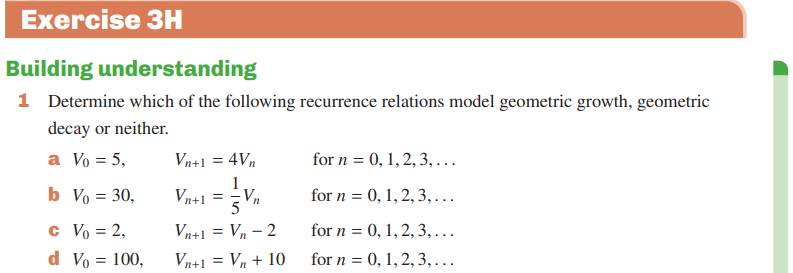 Exercise 3H
Building understanding
1 Determine which of the following recurrence relations model geometric growth, geometric
decay or neither.
a V₀ = 5, Vₙ₊₁ = 4Vₙ for n = 0, 1, 2, 3, . . .
b V₀ = 30, Vₙ₊₁ = 1/5 Vₙ for n = 0, 1, 2, 3, . . .
c V₀ = 2, Vₙ₊₁ = Vₙ − 2 for n = 0, 1, 2, 3, . . .
d V₀ = 100, Vₙ₊₁ = Vₙ + 10 for n = 0, 1, 2, 3, . . .